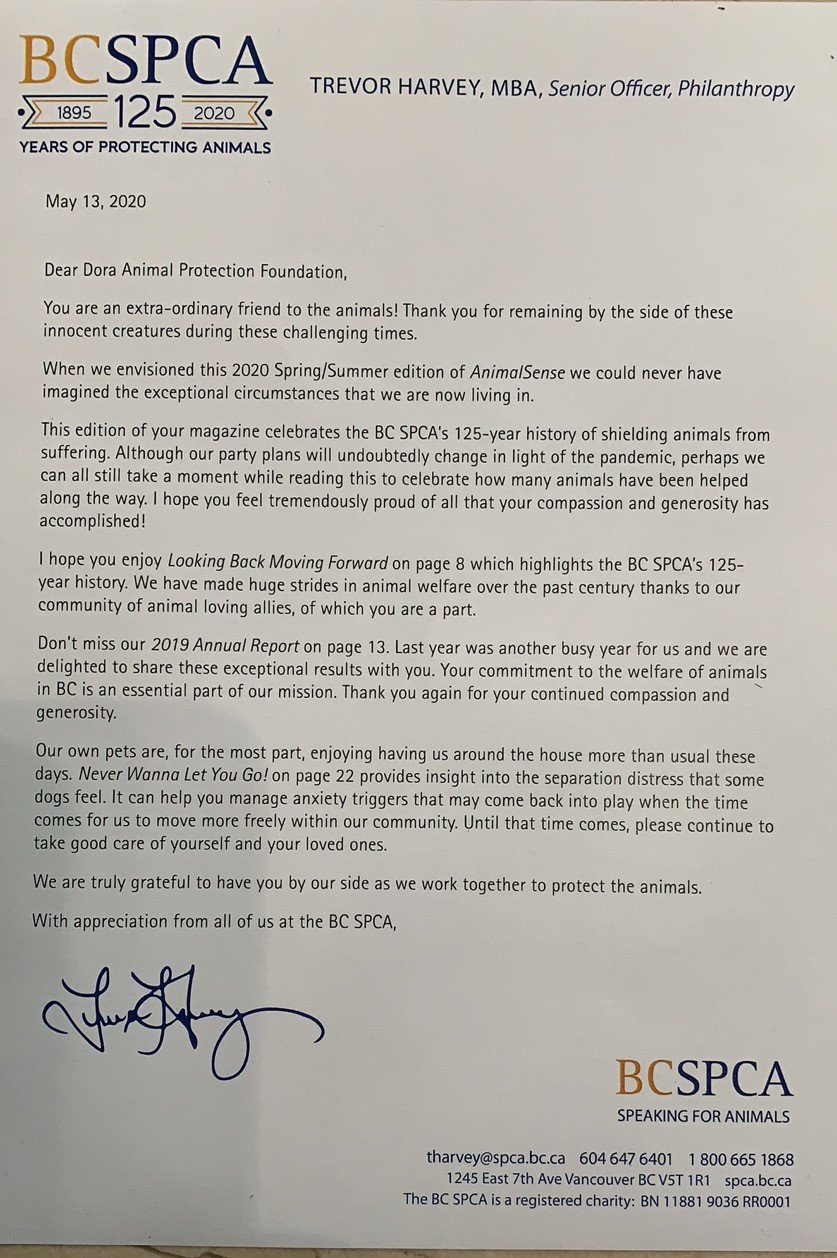 BCSPCA
TREVOR HARVEY, MBA, Senior Officer, Philanthropy
1895 125 2020
YEARS OF PROTECTING ANIMALS
May 13, 2020
Dear Dora Animal Protection Foundation,
You are an extra-ordinary friend to the animals! Thank you for remaining by the side of these
innocent creatures during these challenging times.
When we envisioned this 2020 Spring/Summer edition of AnimalSense we could never have
imagined the exceptional circumstances that we are now living in.
This edition of your magazine celebrates the BC SPCA's 125-year history of shielding animals from
suffering. Although our party plans will undoubtedly change in light of the pandemic, perhaps we
can all still take a moment while reading this to celebrate how many animals have been helped
along the way. I hope you feel tremendously proud of all that your compassion and generosity has
accomplished!
I hope you enjoy Looking Back Moving Forward on page 8 which highlights the BC SPCA's 125-
year history. We have made huge strides in animal welfare over the past century thanks to our
community of animal loving allies, of which you are a part.
Don't miss our 2019 Annual Report on page 13. Last year was another busy year for us and we are
delighted to share these exceptional results with you. Your commitment to the welfare of animals
in BC is an essential part of our mission. Thank you again for your continued compassion and
generosity.
Our own pets are, for the most part, enjoying having us around the house more than usual these
days. Never Wanna Let You Go! on page 22 provides insight into the separation distress that some
dogs feel. It can help you manage anxiety triggers that may come back into play when the time
comes for us to move more freely within our community. Until that time comes, please continue to
take good care of yourself and your loved ones.
We are truly grateful to have you by our side as we work together to protect the animals.
With appreciation from all of us at the BC SPCA,
BCSPCA
SPEAKING FOR ANIMALS
tharvey@spca.bc.ca 604 647 6401 1 800 665 1868
1245 East 7th Ave Vancouver BC V5T 1R1 spca.bc.ca
The BC SPCA is a registered charity: BN 11881 9036 RR0001